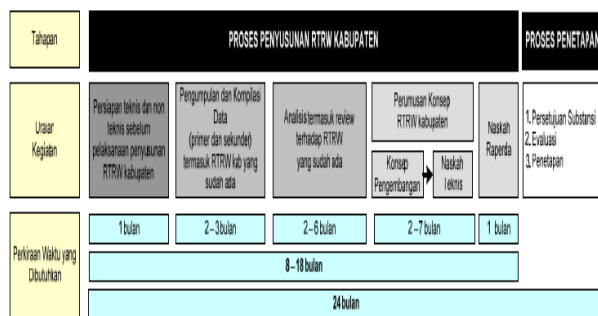 Tahapan
PROSES PENYUSUNAN RTRW KABUPATEN
PROSES PENETAPAN
Uraian
Kegiatan
Persiapan teknis dan non
teknis sebelum
pelaksanaan penyusunan
RTRW kabupaten
Pengumpulan dan Kompilasi
Data
(primer dan sekunder)
termasuk RTRW kab yang
sudah ada
Analisis termasuk review
terhadap RTRW
yang sudah ada
Perumusan Konsep
RTRW kabupaten
Konsep
Pengembangan
Naskah
Teknis
Naskah
Raperda
1. Persetujuan Substansi
2. Evaluasi
3. Penetapan
Perkiraan Waktu yang
Dibutuhkan
1 bulan
2 – 3 bulan
2 – 6 bulan
2 – 7 bulan
1 bulan
8 – 18 bulan
24 bulan